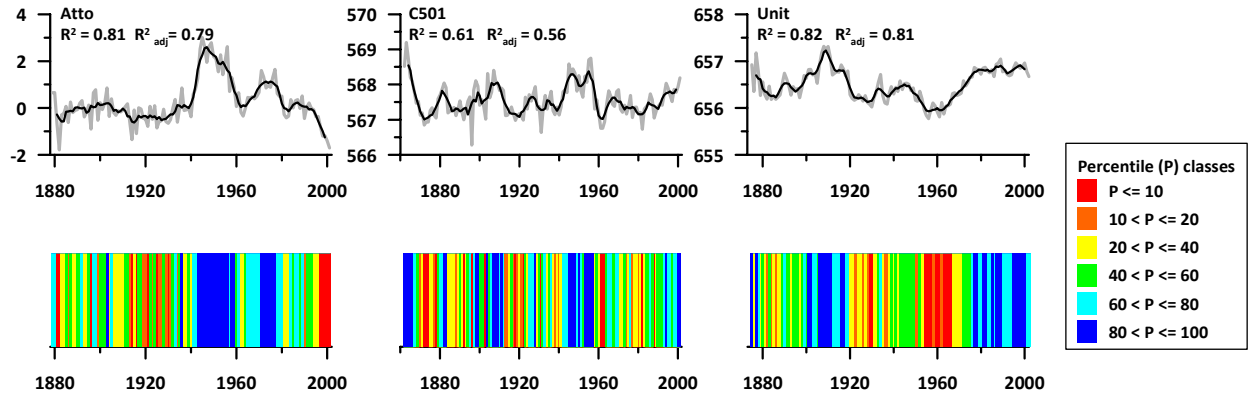 Atto
R² = 0.81 R²adj = 0.79
4
2
0
-2
1880 1920 1960 2000
C501
R² = 0.61 R²adj = 0.56
570
569
568
567
566
1880 1920 1960 2000
Unit
R² = 0.82 R²adj = 0.81
658
657
656
655
1880 1920 1960 2000
1880 1920 1960 2000
1880 1920 1960 2000
1880 1920 1960 2000
Percentile (P) classes
P <= 10
10 < P <= 20
20 < P <= 40
40 < P <= 60
60 < P <= 80
80 < P <= 100